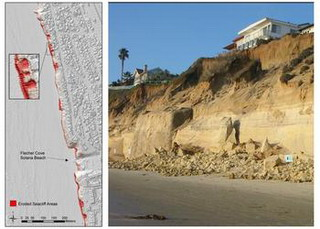 Fletcher Cove
Solana Beach
Eroded Seacliff Areas